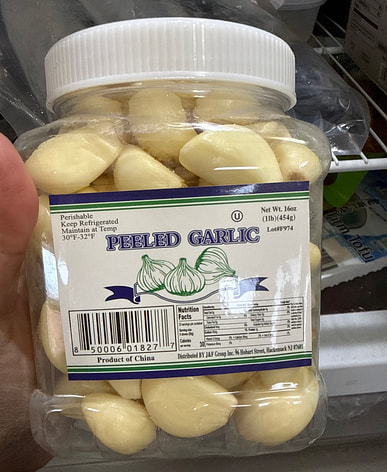 Perishable
Keep Refrigerated
Maintain at Temp
30°F-32°F
U
Net Wt. 16oz
(1lb)(454g)
Lot#F974
PEELED GARLIC
Nutrition
Facts
Calories
8 50006 01827 7
Product of China
Distributed BY J&F Group Inc. 96 Hobart Street, Hackensack NJ 07601